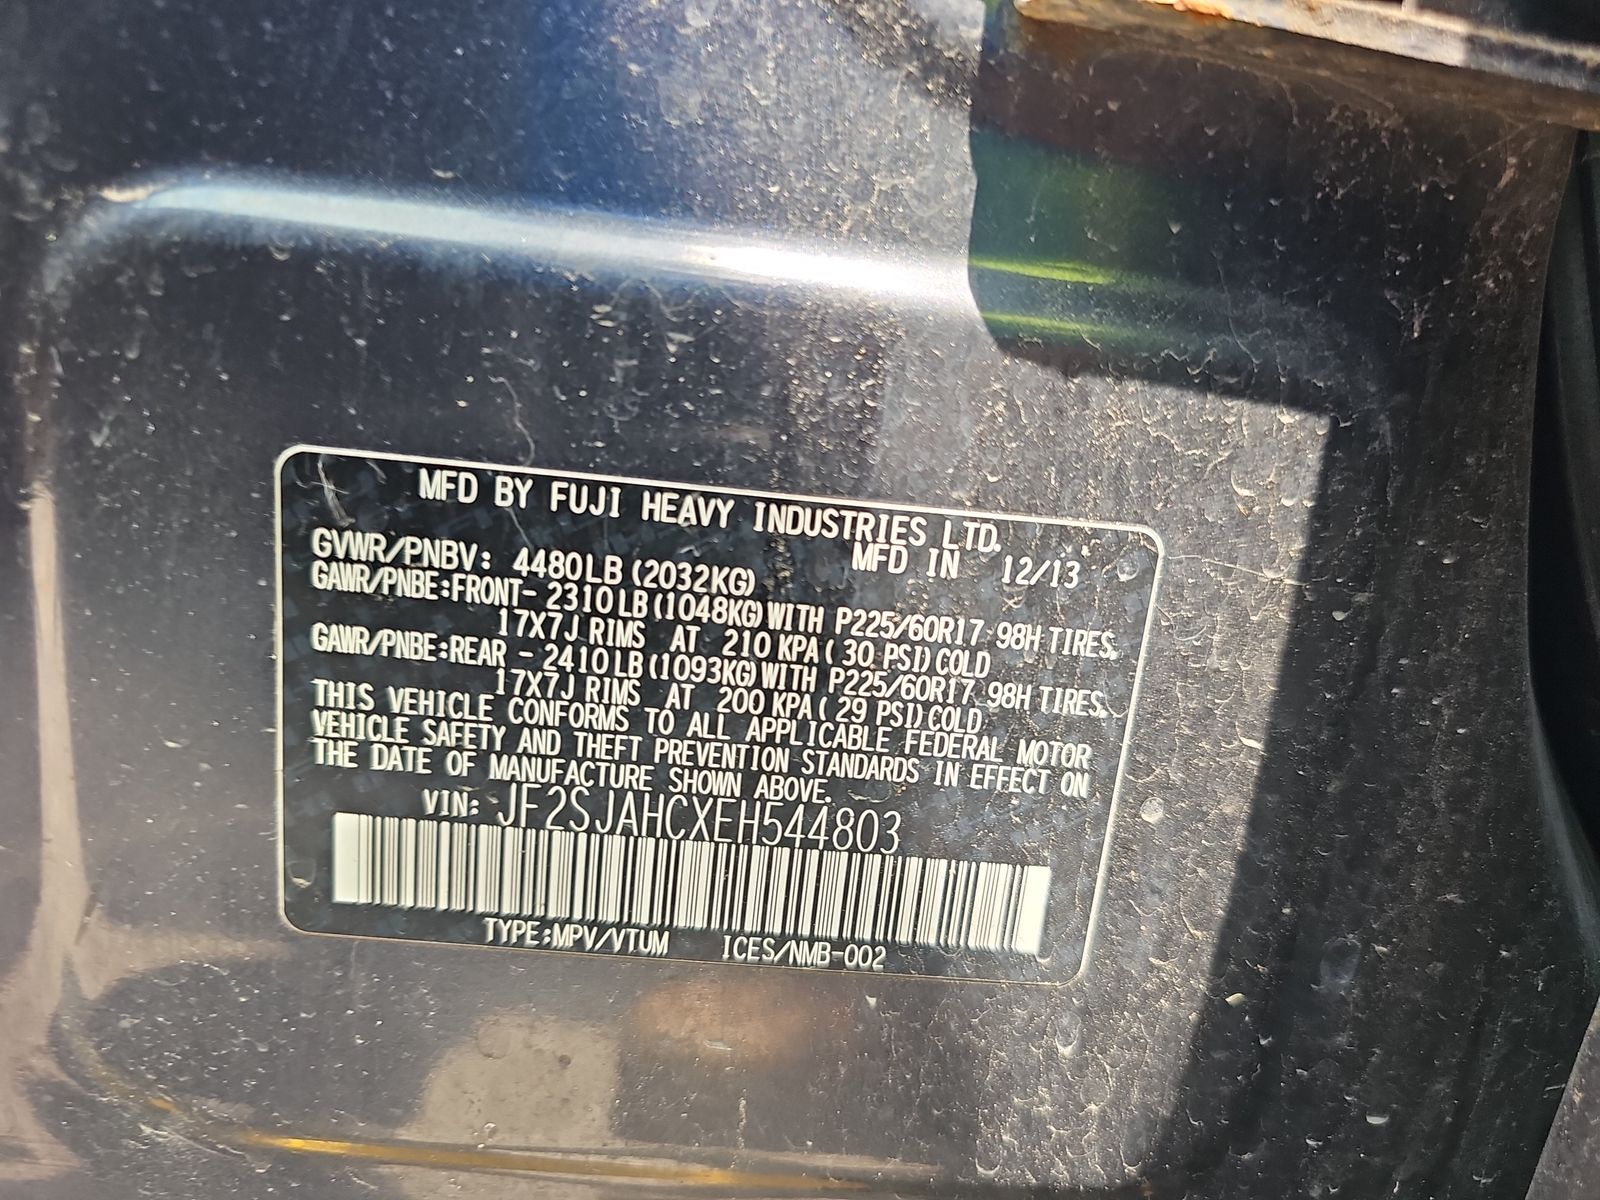 MFD BY FUJI HEAVY INDUSTRIES LTD.
GVWR/PNBV: 4480LB (2032KG) MFD IN 12/13
GAWR/PNBE:FRONT- 2310LB(1048KG)WITH P225/60R17 98H TIRES.
17X7J RIMS AT 210 KPA( 30 PSI)COLD
GAWR/PNBE:REAR - 2410LB(1093KG)WITH P225/60R17 98H TIRES.
17X7J RIMS AT 200 KPA( 29 PSI)COLD
THIS VEHICLE CONFORMS TO ALL APPLICABLE FEDERAL MOTOR
VEHICLE SAFETY AND THEFT PREVENTION STANDARDS IN EFFECT ON
THE DATE OF MANUFACTURE SHOWN ABOVE.
VIN: JF2SJAHCXEH544803
TYPE:MPV/VTUM ICES/NMB-002